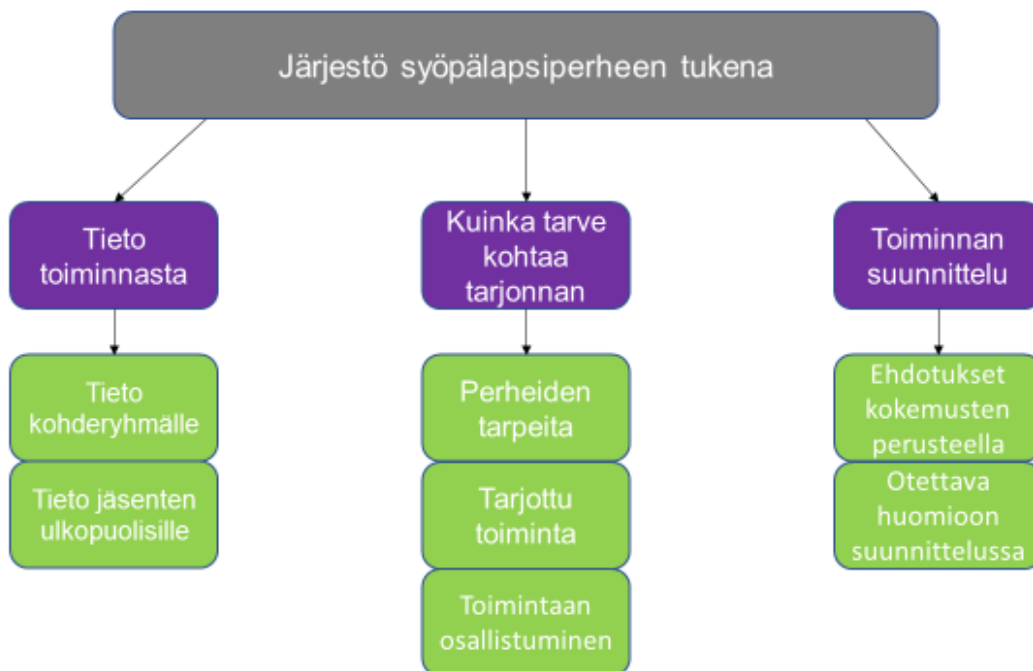 Järjestö syöpälapsiperheen tukena
Tieto
toiminnasta
Kuinka tarve
kohtaa
tarjonnan
Toiminnan
suunnittelu
Tieto
kohderyhmälle
Tieto jäsenten
ulkopuolisille
Perheiden
tarpeita
Tarjottu
toiminta
Toimintaan
osallistuminen
Ehdotukset
kokemusten
perusteella
Otettava
huomioon
suunnittelussa